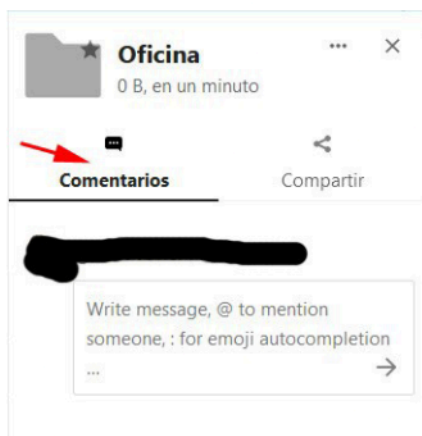 Oficina
0 B, en un minuto
Comentarios
Compartir
Write message, @ to mention
someone, : for emoji autocompletion
...